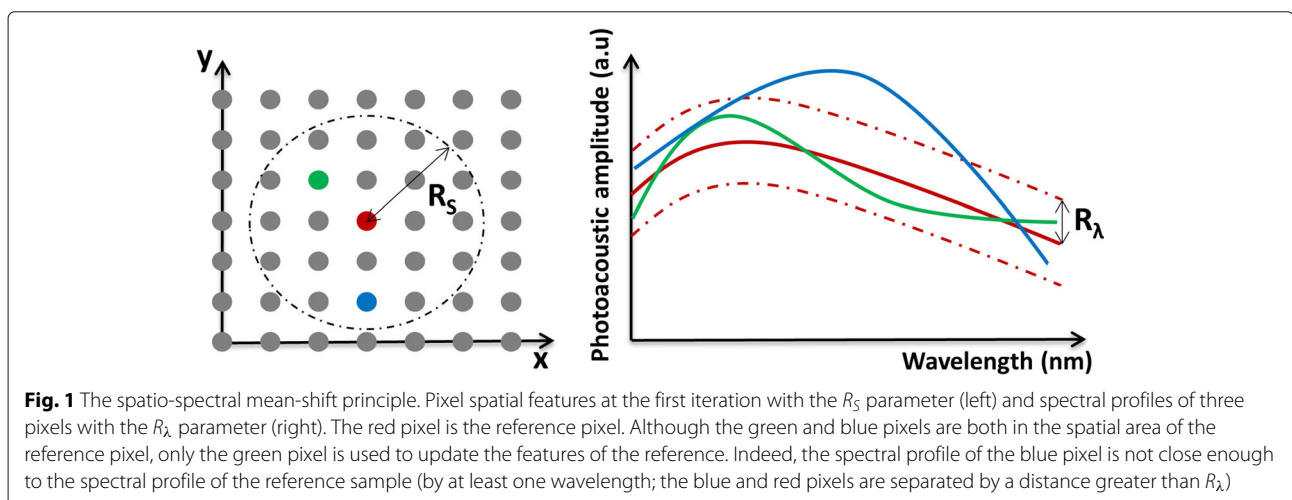 y
R_S
x
Photoacoustic amplitude (a.u)
R_λ
Wavelength (nm)
Fig. 1 The spatio-spectral mean-shift principle. Pixel spatial features at the first iteration with the R_S parameter (left) and spectral profiles of three
pixels with the R_λ parameter (right). The red pixel is the reference pixel. Although the green and blue pixels are both in the spatial area of the
reference pixel, only the green pixel is used to update the features of the reference. Indeed, the spectral profile of the blue pixel is not close enough
to the spectral profile of the reference sample (by at least one wavelength; the blue and red pixels are separated by a distance greater than R_λ)